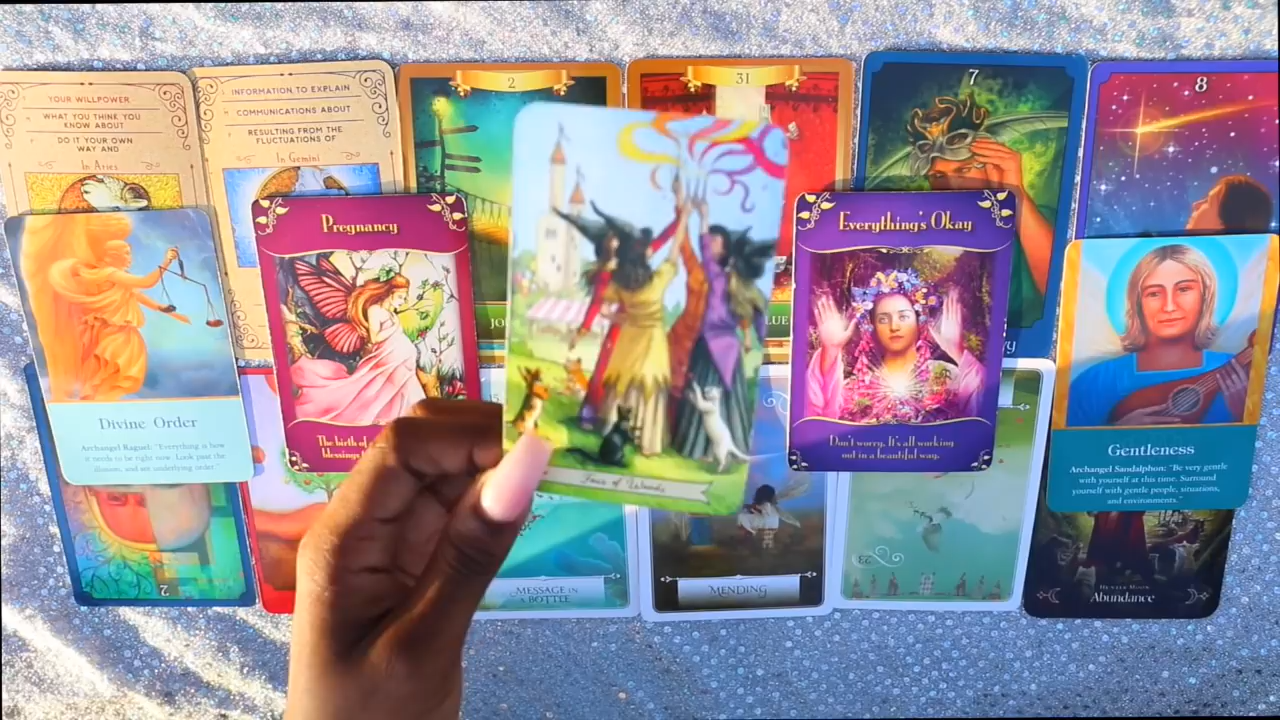 YOUR WILLPOWER
WHAT YOU THINK YOU
KNOW ABOUT
DO IT YOUR OWN
WAY AND
In Aries
INFORMATION TO EXPLAIN
COMMUNICATIONS ABOUT
RESULTING FROM THE
FLUCTUATIONS OF
In Gemini
2
31
7
8
Divine Order
Archangel Raguel: "Everything is how
it needs to be right now. Look past the
illusion, and see underlying order."
Pregnancy
The birth of
Four of Wands
Everything's Okay
Don't worry. It's all working
out in a beautiful way.
Gentleness
Archangel Sandalphon: "Be very gentle
with yourself at this time. Surround
yourself with gentle people, situations,
and environments."
2
MESSAGE IN
A BOTTLE
MENDING
23
HUNTER MOON
Abundance